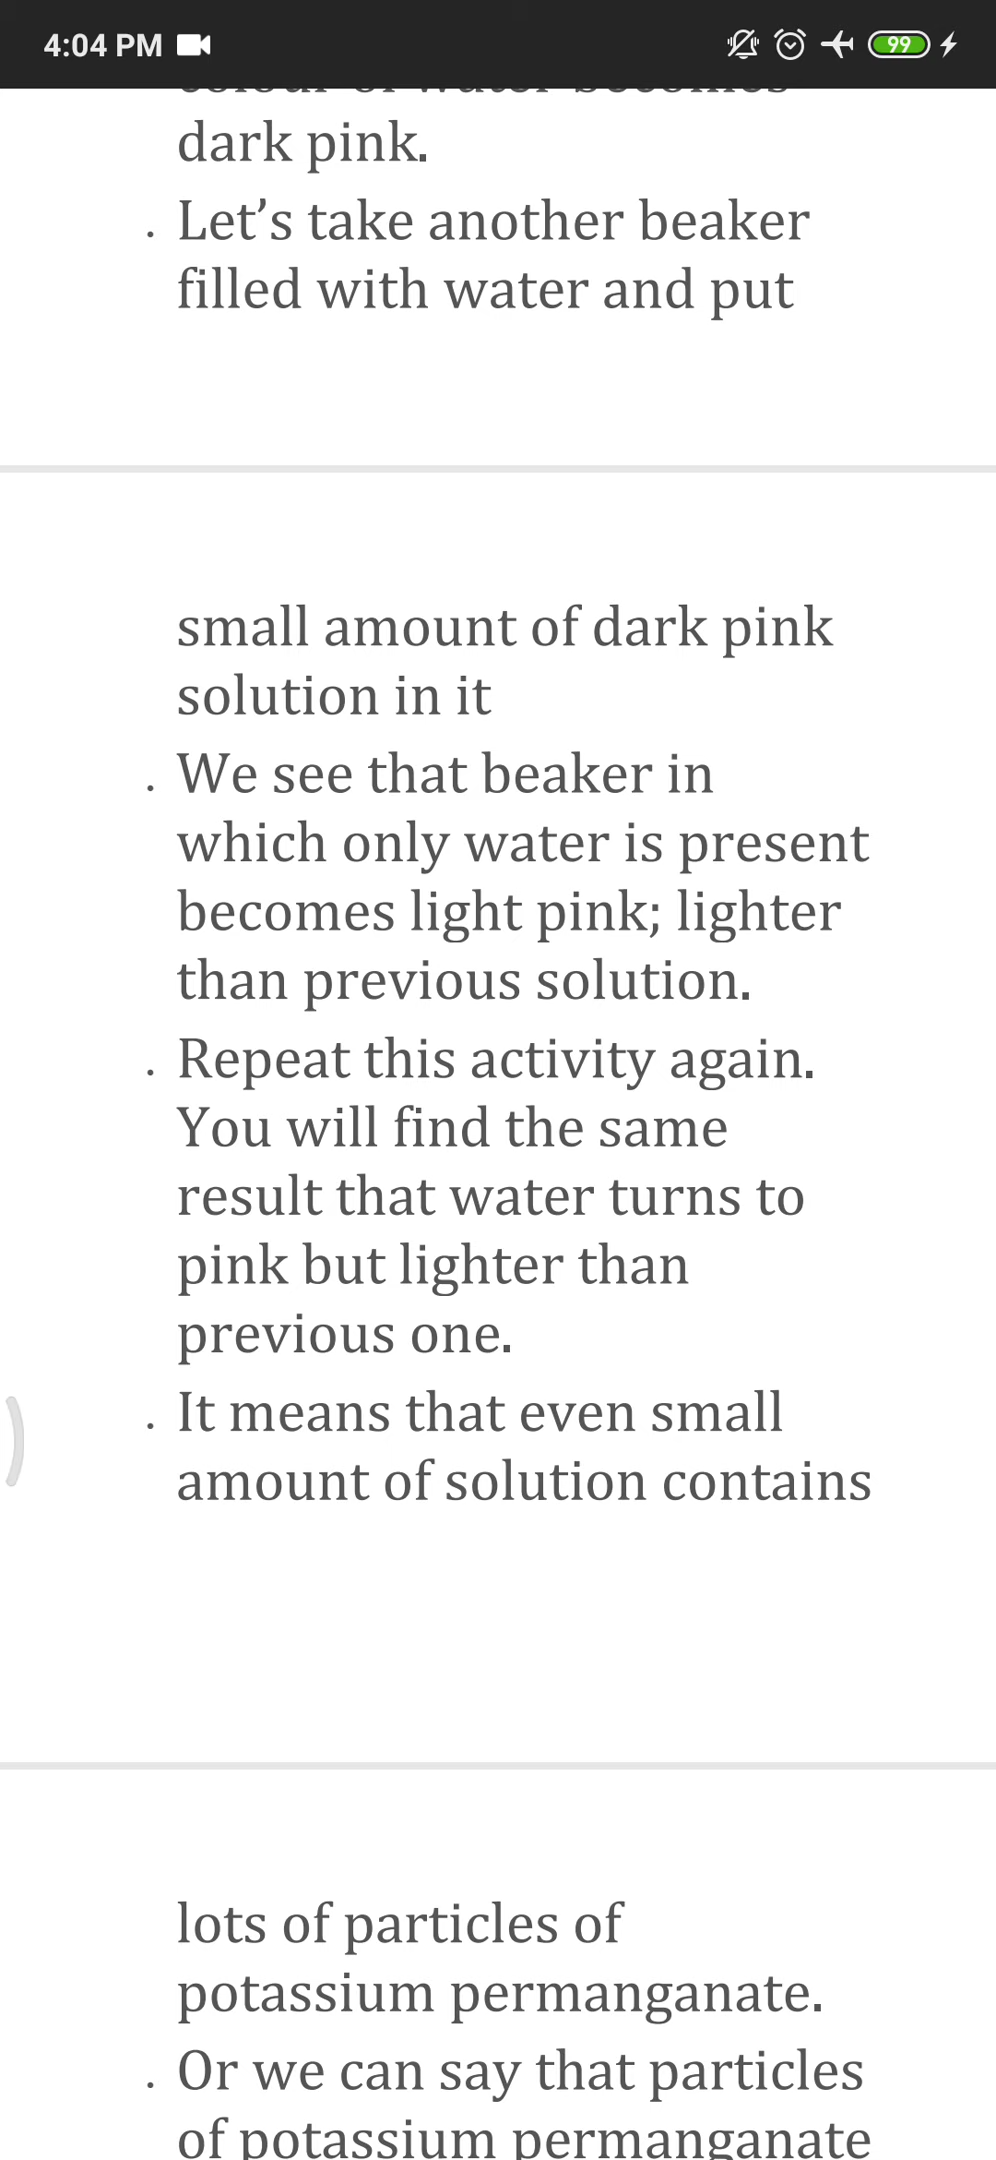 4:04 PM
99
dark pink.
. Let’s take another beaker
filled with water and put
small amount of dark pink
solution in it
. We see that beaker in
which only water is present
becomes light pink; lighter
than previous solution.
. Repeat this activity again.
You will find the same
result that water turns to
pink but lighter than
previous one.
. It means that even small
amount of solution contains
lots of particles of
potassium permanganate.
. Or we can say that particles
of potassium permanganate